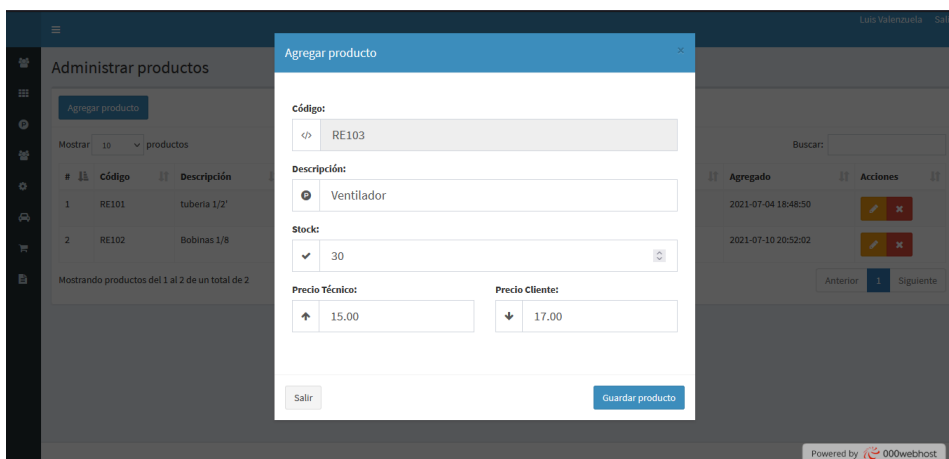 Luis Valenzuela Sali
Agregar producto ×
Administrar productos
Agregar producto
Código:
RE103
Mostrar 10 productos
Buscar:
Descripción:
Ventilador
# Código Descripción Agregado Acciones
1 RE101 tuberia 1/2' 2021-07-04 18:48:50
Stock:
30
2 RE102 Bobinas 1/8 2021-07-10 20:52:02
Mostrando productos del 1 al 2 de un total de 2
Anterior 1 Siguiente
Precio Técnico: Precio Cliente:
15.00 17.00
Salir Guardar producto
Powered by 000webhost